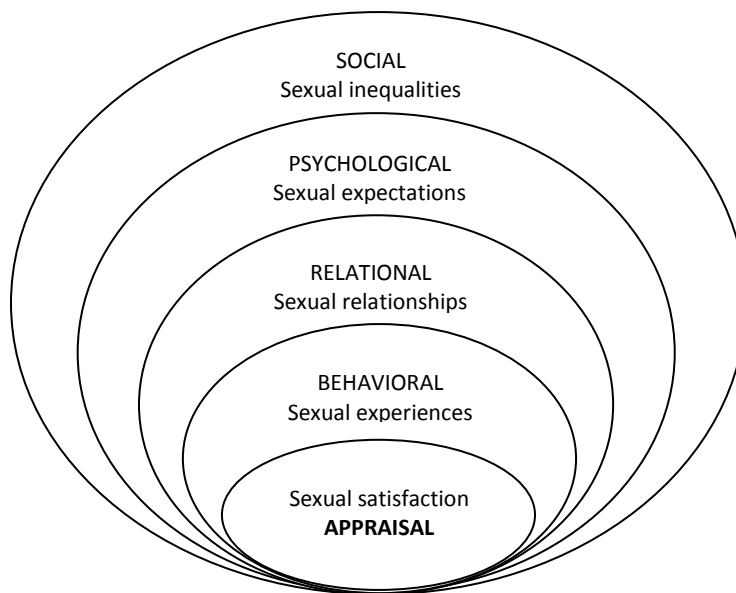 SOCIAL
Sexual inequalities
PSYCHOLOGICAL
Sexual expectations
RELATIONAL
Sexual relationships
BEHAVIORAL
Sexual experiences
Sexual satisfaction
APPRAISAL